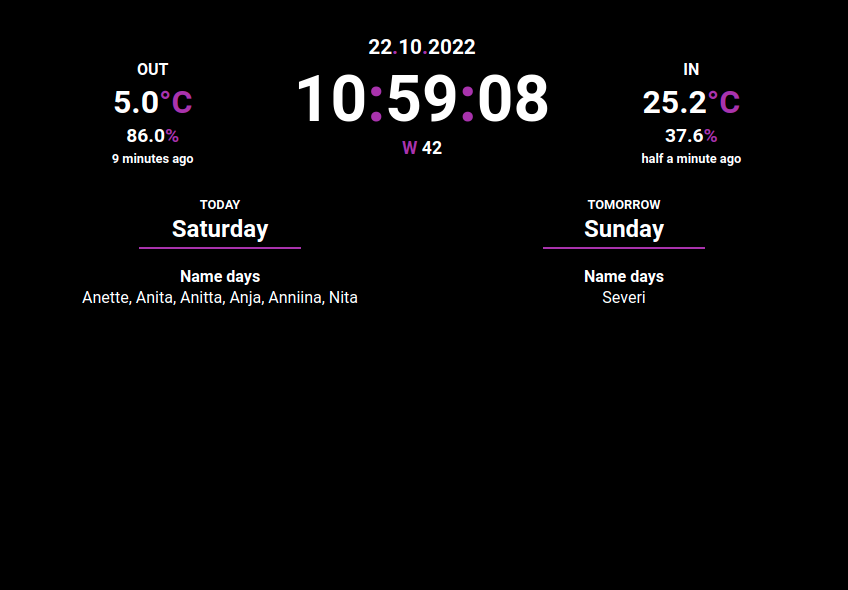 22.10.2022
OUT
5.0°C
86.0%
9 minutes ago
10:59:08
W 42
IN
25.2°C
37.6%
half a minute ago
TODAY
Saturday
Name days
Anette, Anita, Anitta, Anja, Anniina, Nita
TOMORROW
Sunday
Name days
Severi